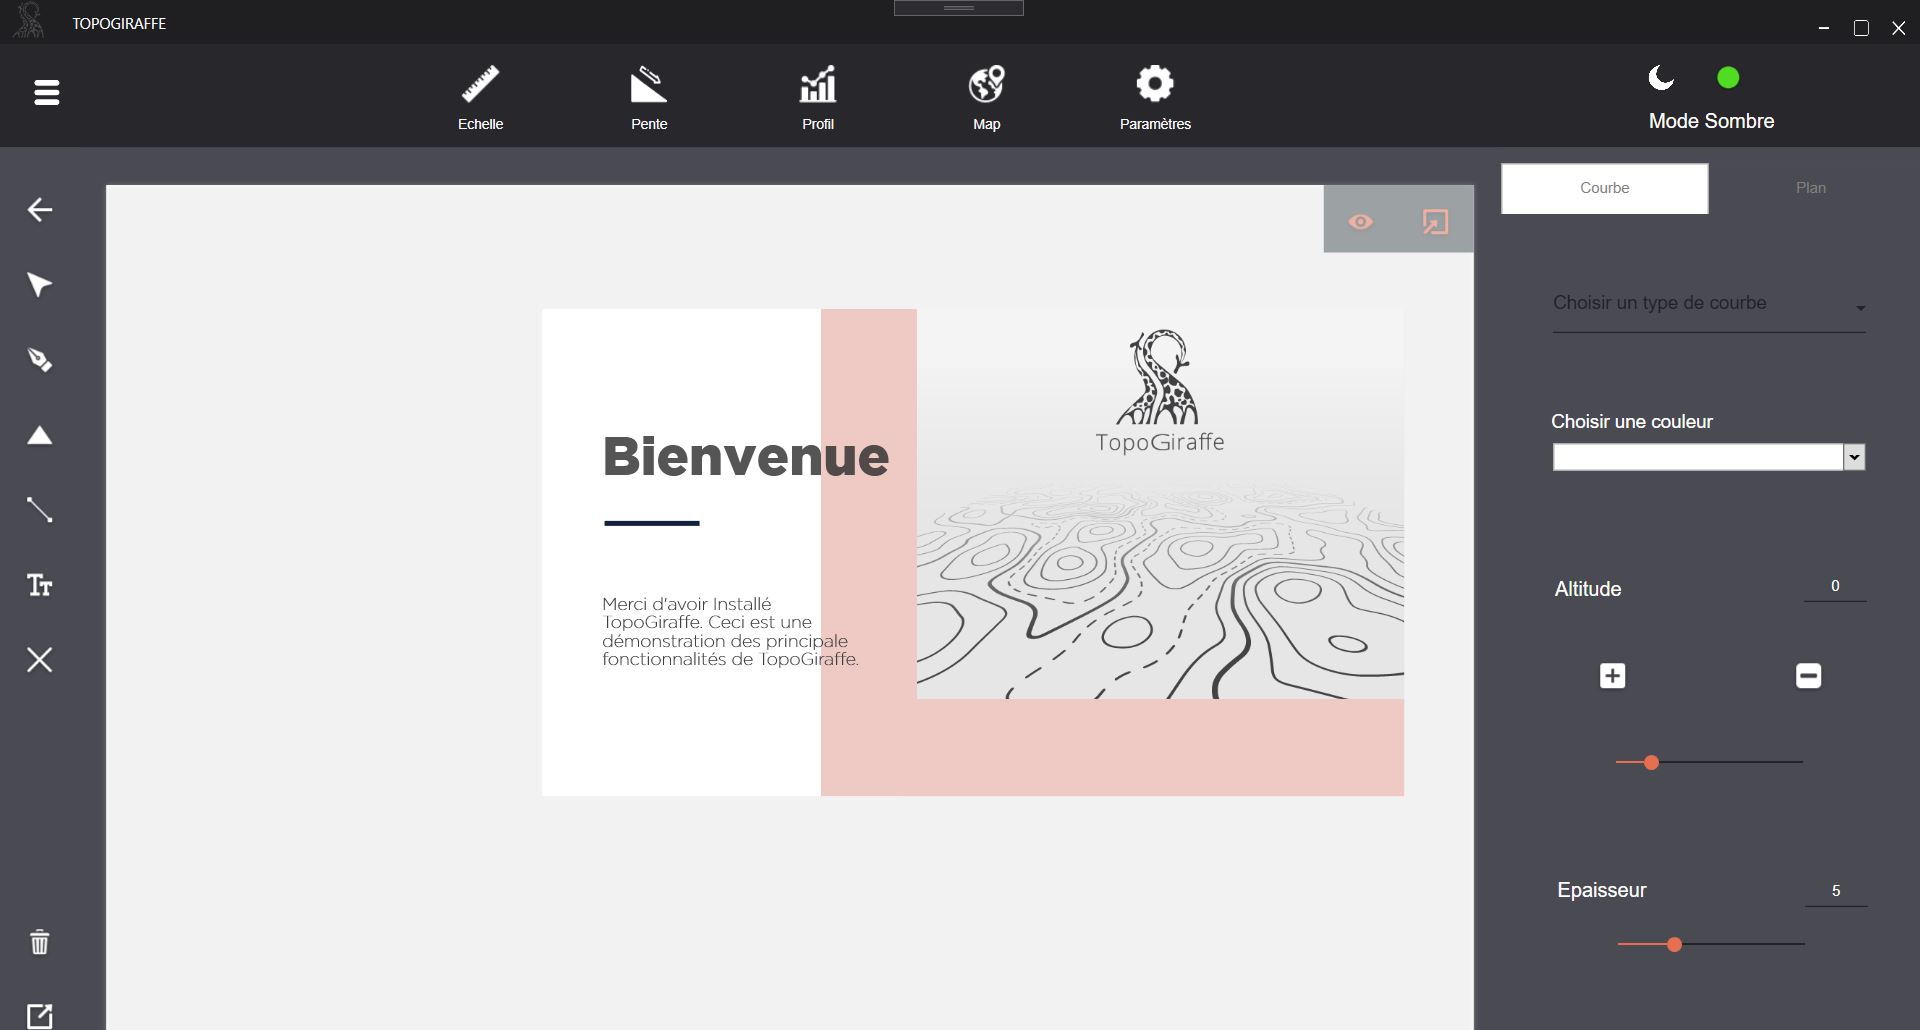 TOPOGIRAFFE
Echelle
Pente
Profil
Map
Paramètres
Mode Sombre
Courbe
Plan
Choisir un type de courbe
Choisir une couleur
TopoGiraffe
Bienvenue
Merci d'avoir Installé
TopoGiraffe. Ceci est une
démonstration des principale
fonctionnalités de TopoGiraffe.
Altitude
0
Epaisseur
5